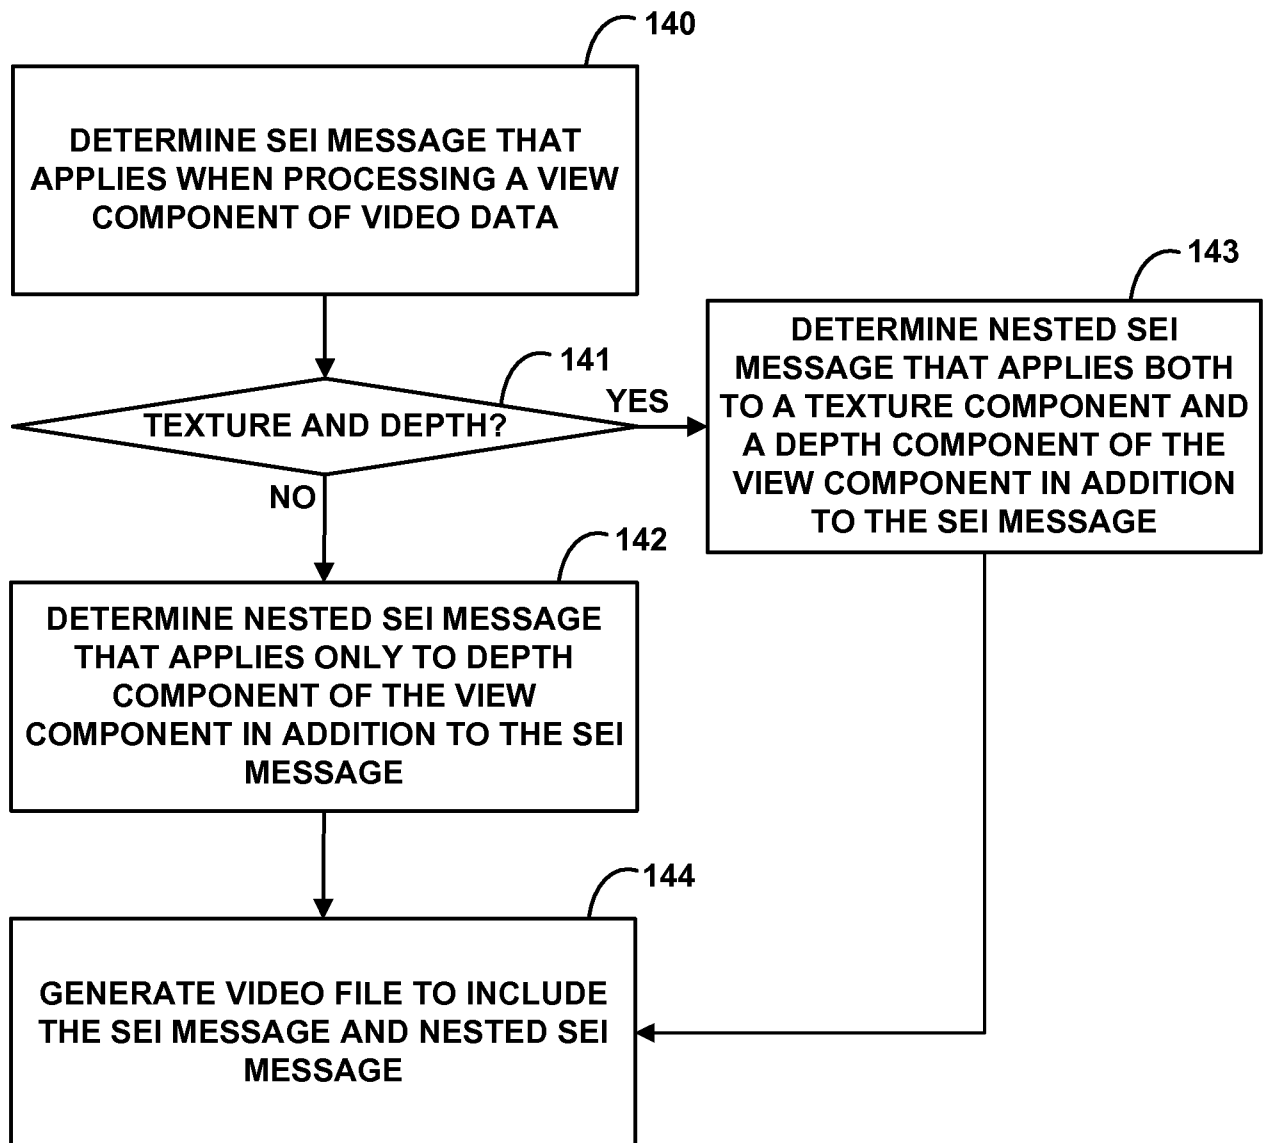 140
DETERMINE SEI MESSAGE THAT
APPLIES WHEN PROCESSING A VIEW
COMPONENT OF VIDEO DATA
141
TEXTURE AND DEPTH?
YES
NO
143
DETERMINE NESTED SEI
MESSAGE THAT APPLIES BOTH
TO A TEXTURE COMPONENT AND
A DEPTH COMPONENT OF THE
VIEW COMPONENT IN ADDITION
TO THE SEI MESSAGE
142
DETERMINE NESTED SEI MESSAGE
THAT APPLIES ONLY TO DEPTH
COMPONENT OF THE VIEW
COMPONENT IN ADDITION TO THE SEI
MESSAGE
144
GENERATE VIDEO FILE TO INCLUDE
THE SEI MESSAGE AND NESTED SEI
MESSAGE